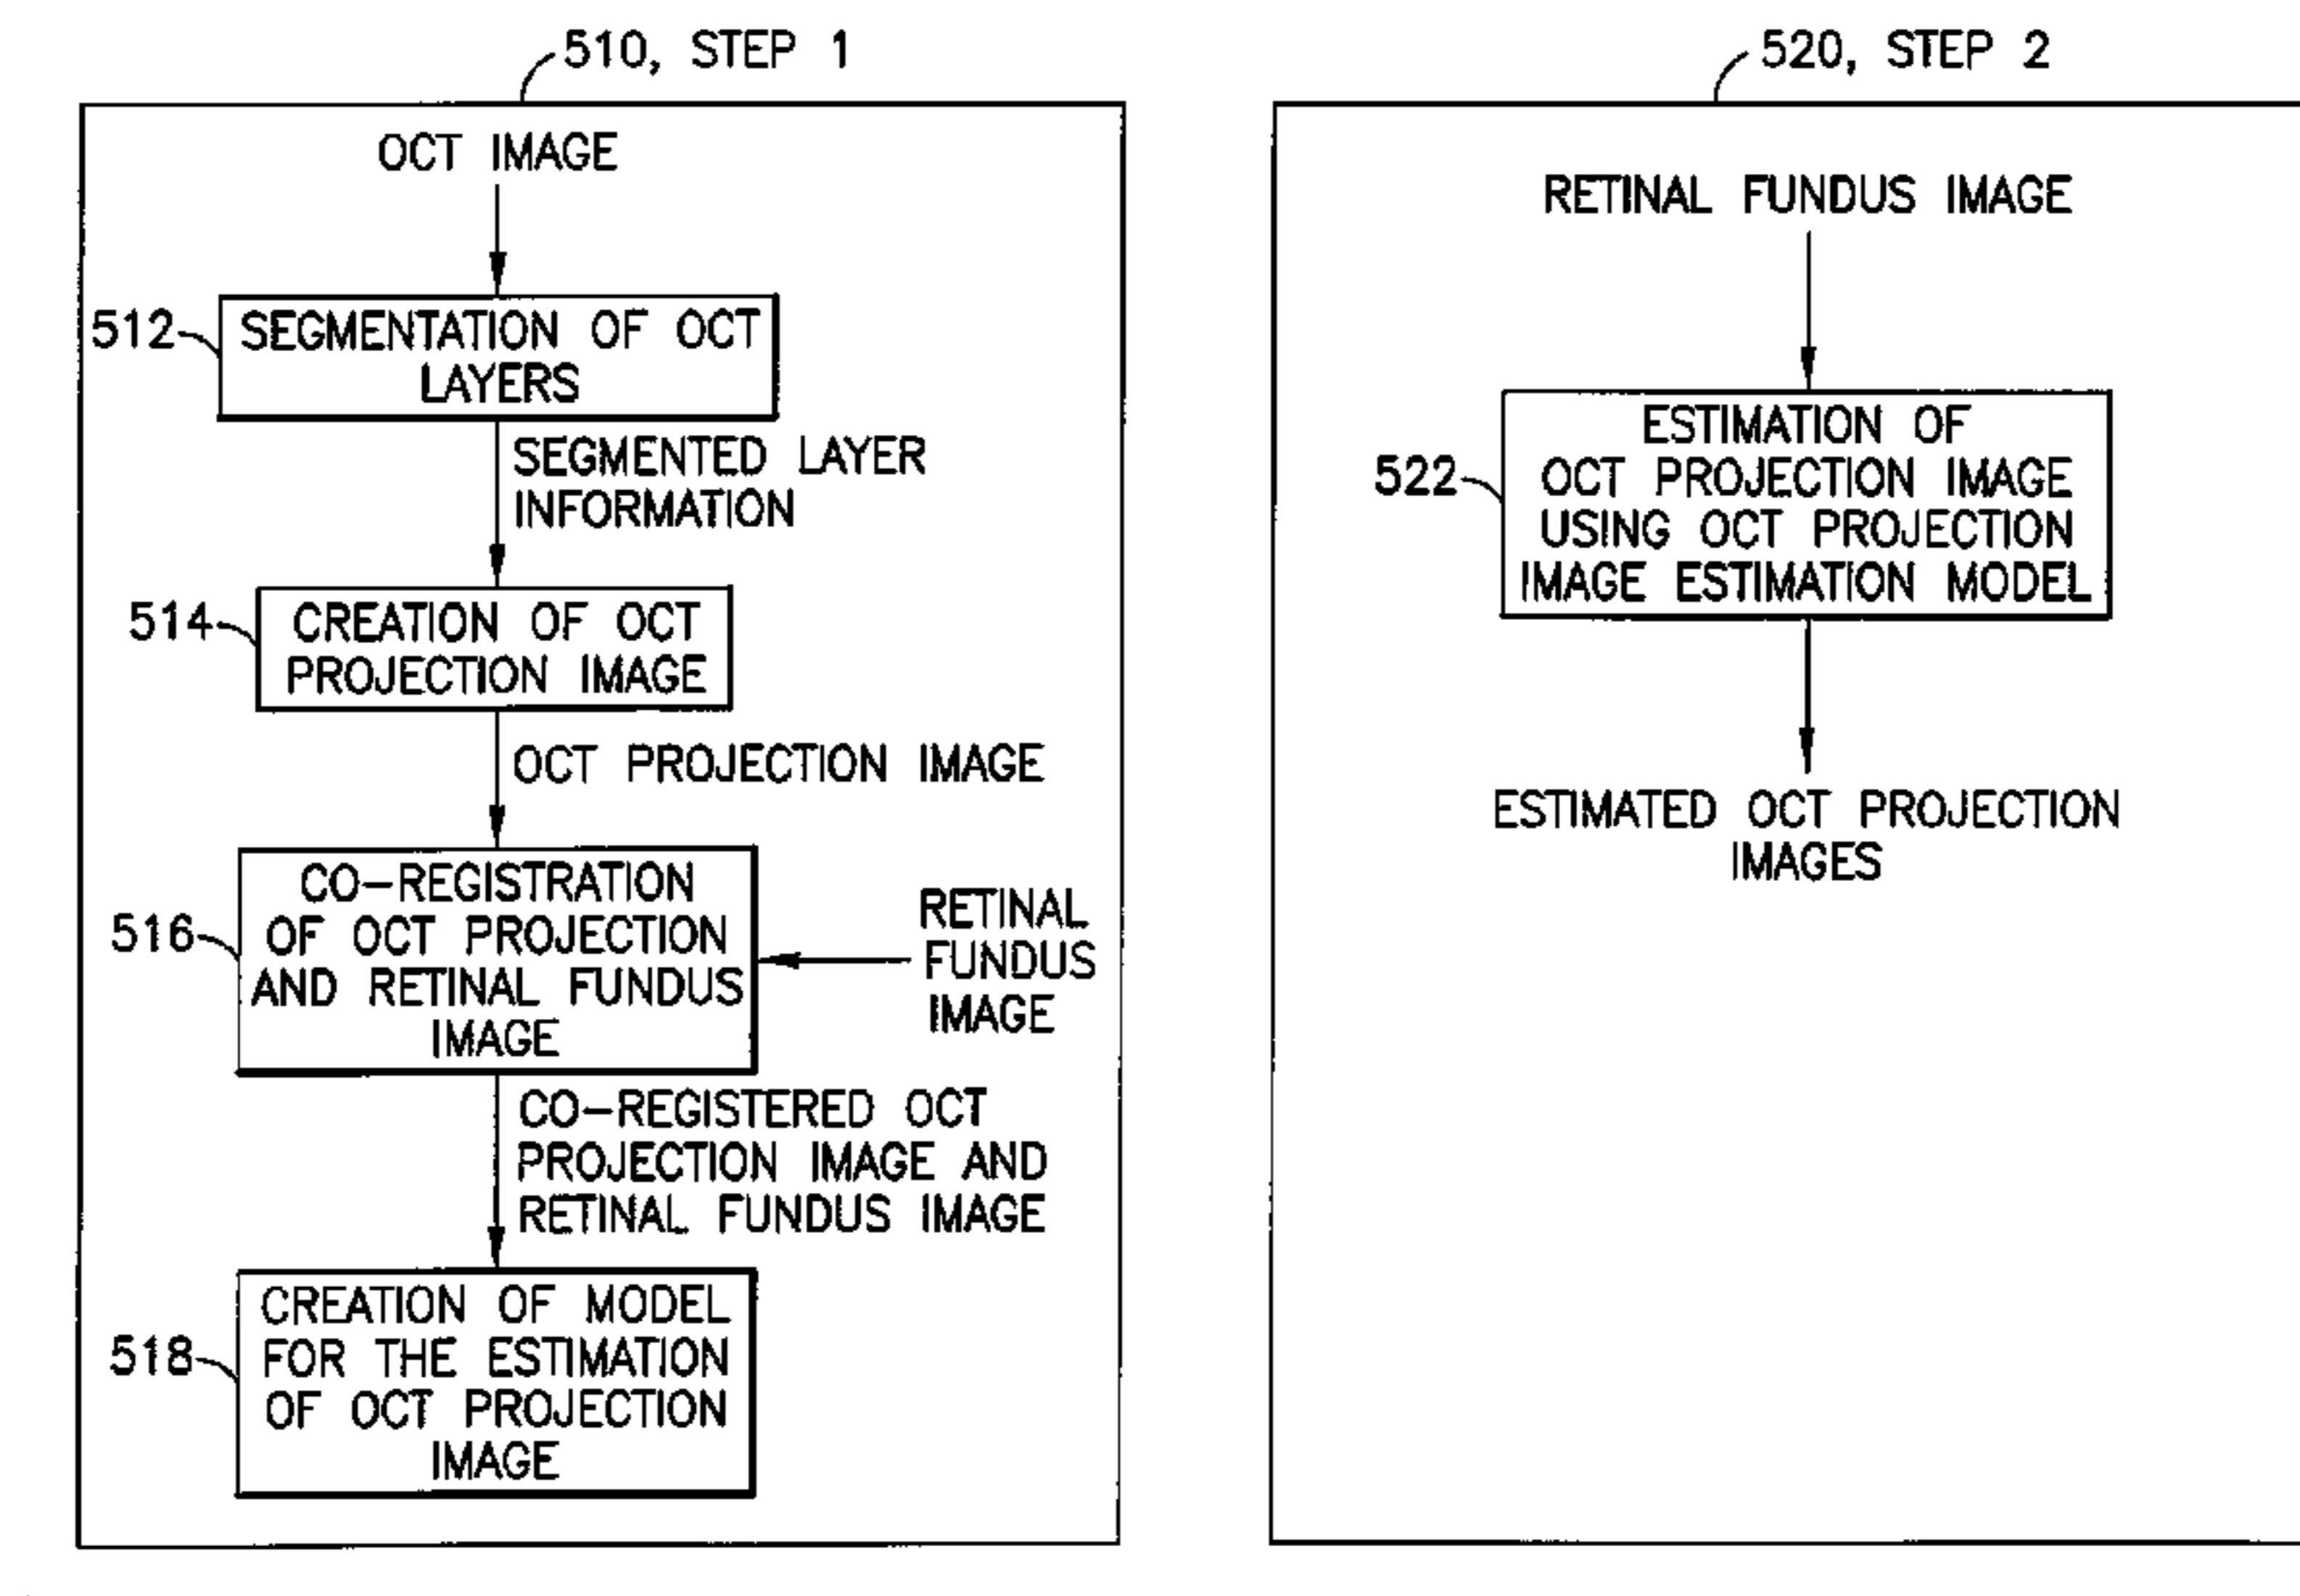 510, STEP 1
OCT IMAGE
512
SEGMENTATION OF OCT
LAYERS
SEGMENTED LAYER
INFORMATION
514
CREATION OF OCT
PROJECTION IMAGE
OCT PROJECTION IMAGE
516
CO-REGISTRATION
OF OCT PROJECTION
AND RETINAL FUNDUS
IMAGE
RETINAL
FUNDUS
IMAGE
CO-REGISTERED OCT
PROJECTION IMAGE AND
RETINAL FUNDUS IMAGE
518
CREATION OF MODEL
FOR THE ESTIMATION
OF OCT PROJECTION
IMAGE
520, STEP 2
RETINAL FUNDUS IMAGE
522
ESTIMATION OF
OCT PROJECTION IMAGE
USING OCT PROJECTION
IMAGE ESTIMATION MODEL
ESTIMATED OCT PROJECTION
IMAGES